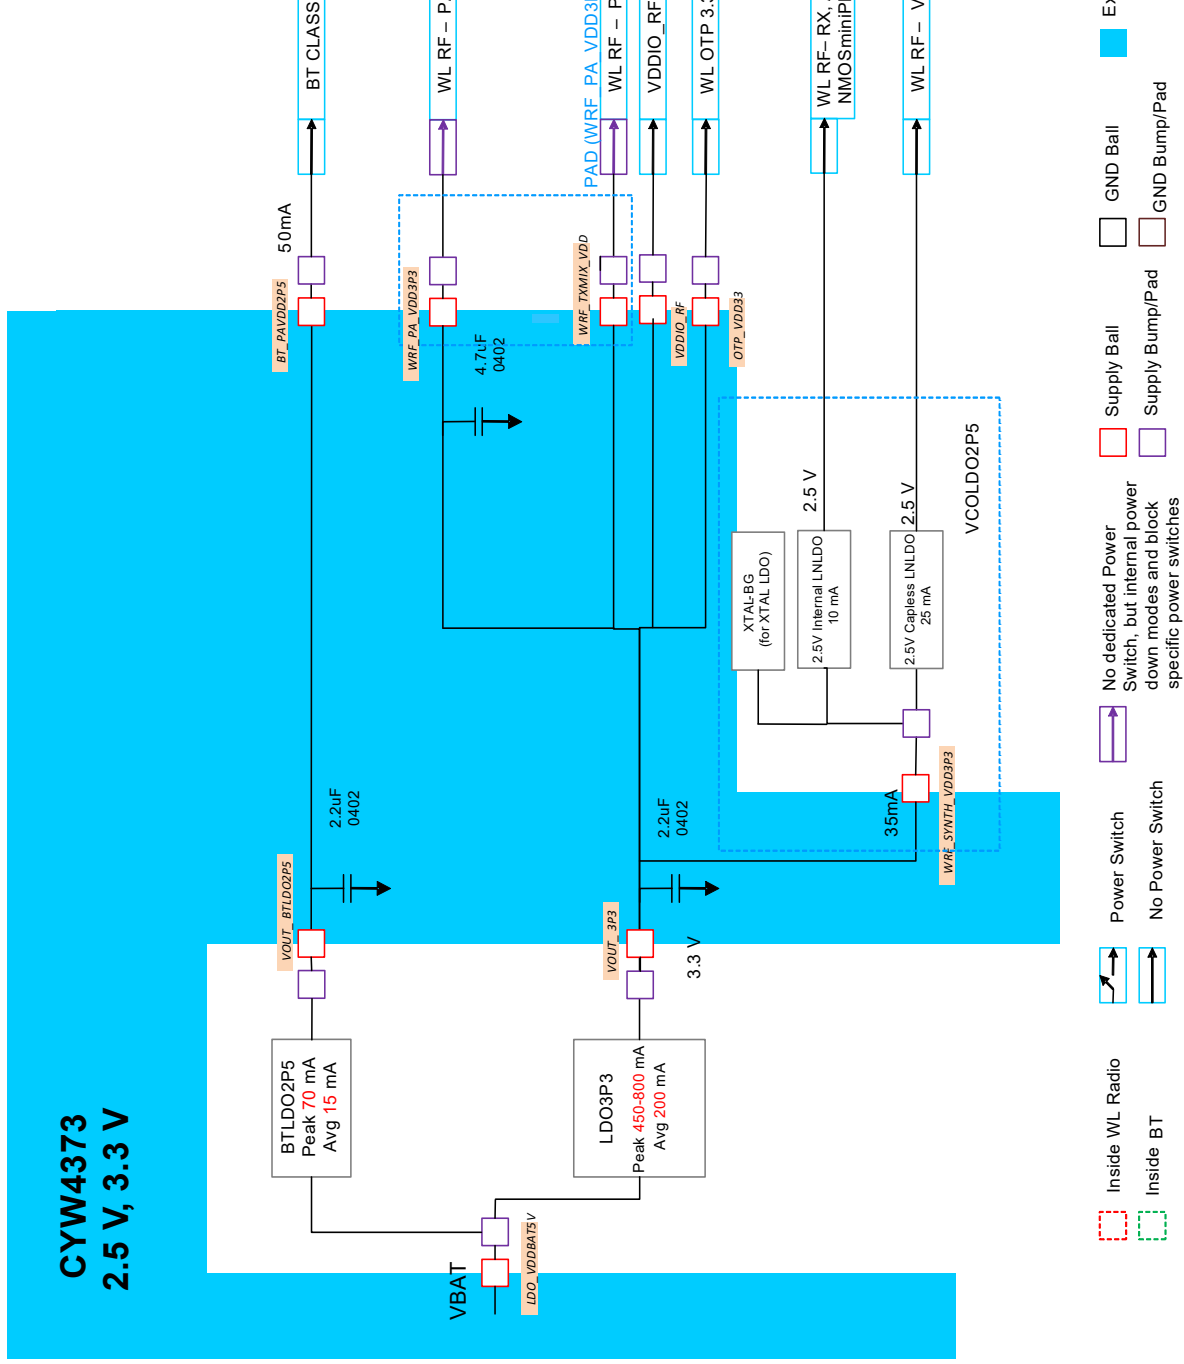 CYW4373
2.5 V, 3.3 V
VBAT
LDO_VDDBAT5V
BTLDO2P5
Peak 70 mA
Avg 15 mA
VOUT_BTLDO2P5
2.2uF
0402
BT_PAVDD2P5
50mA
BT CLASS
LDO3P3
Peak 450-800 mA
Avg 200 mA
VOUT_3P3
3.3 V
2.2uF
0402
4.7uF
0402
WRF_PA_VDD3P3
WL RF – P
WRF_TXMIX_VDD
PAD (WRF_PA_VDD3
WL RF – P
VDDIO_RF
VDDIO_RF
OTP_VDD33
WL OTP 3.3
35mA
WRF_SYNTH_VDD3P3
XTAL-BG
(for XTAL LDO)
2.5V Internal LNLDO
10 mA
2.5 V
WL RF– RX,
NMOSminiP
2.5V Capless LNLDO
25 mA
2.5 V
WL RF – V
VCOLDO2P5
Inside WL Radio
Inside BT
Power Switch
No Power Switch
No dedicated Power
Switch, but internal power
down modes and block
specific power switches
Supply Ball
Supply Bump/Pad
GND Ball
GND Bump/Pad
Ex